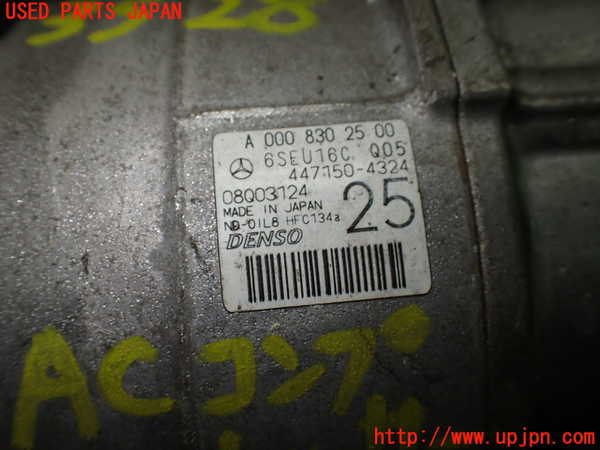 USED PARTS JAPAN
5528
A 000 830 25 00
6SEU16C Q05
447150-4324
08Q03124
25
MADE IN JAPAN
ND-OIL8 HFC134a
DENSO
ACコンプ
http://www.upjpn.com/